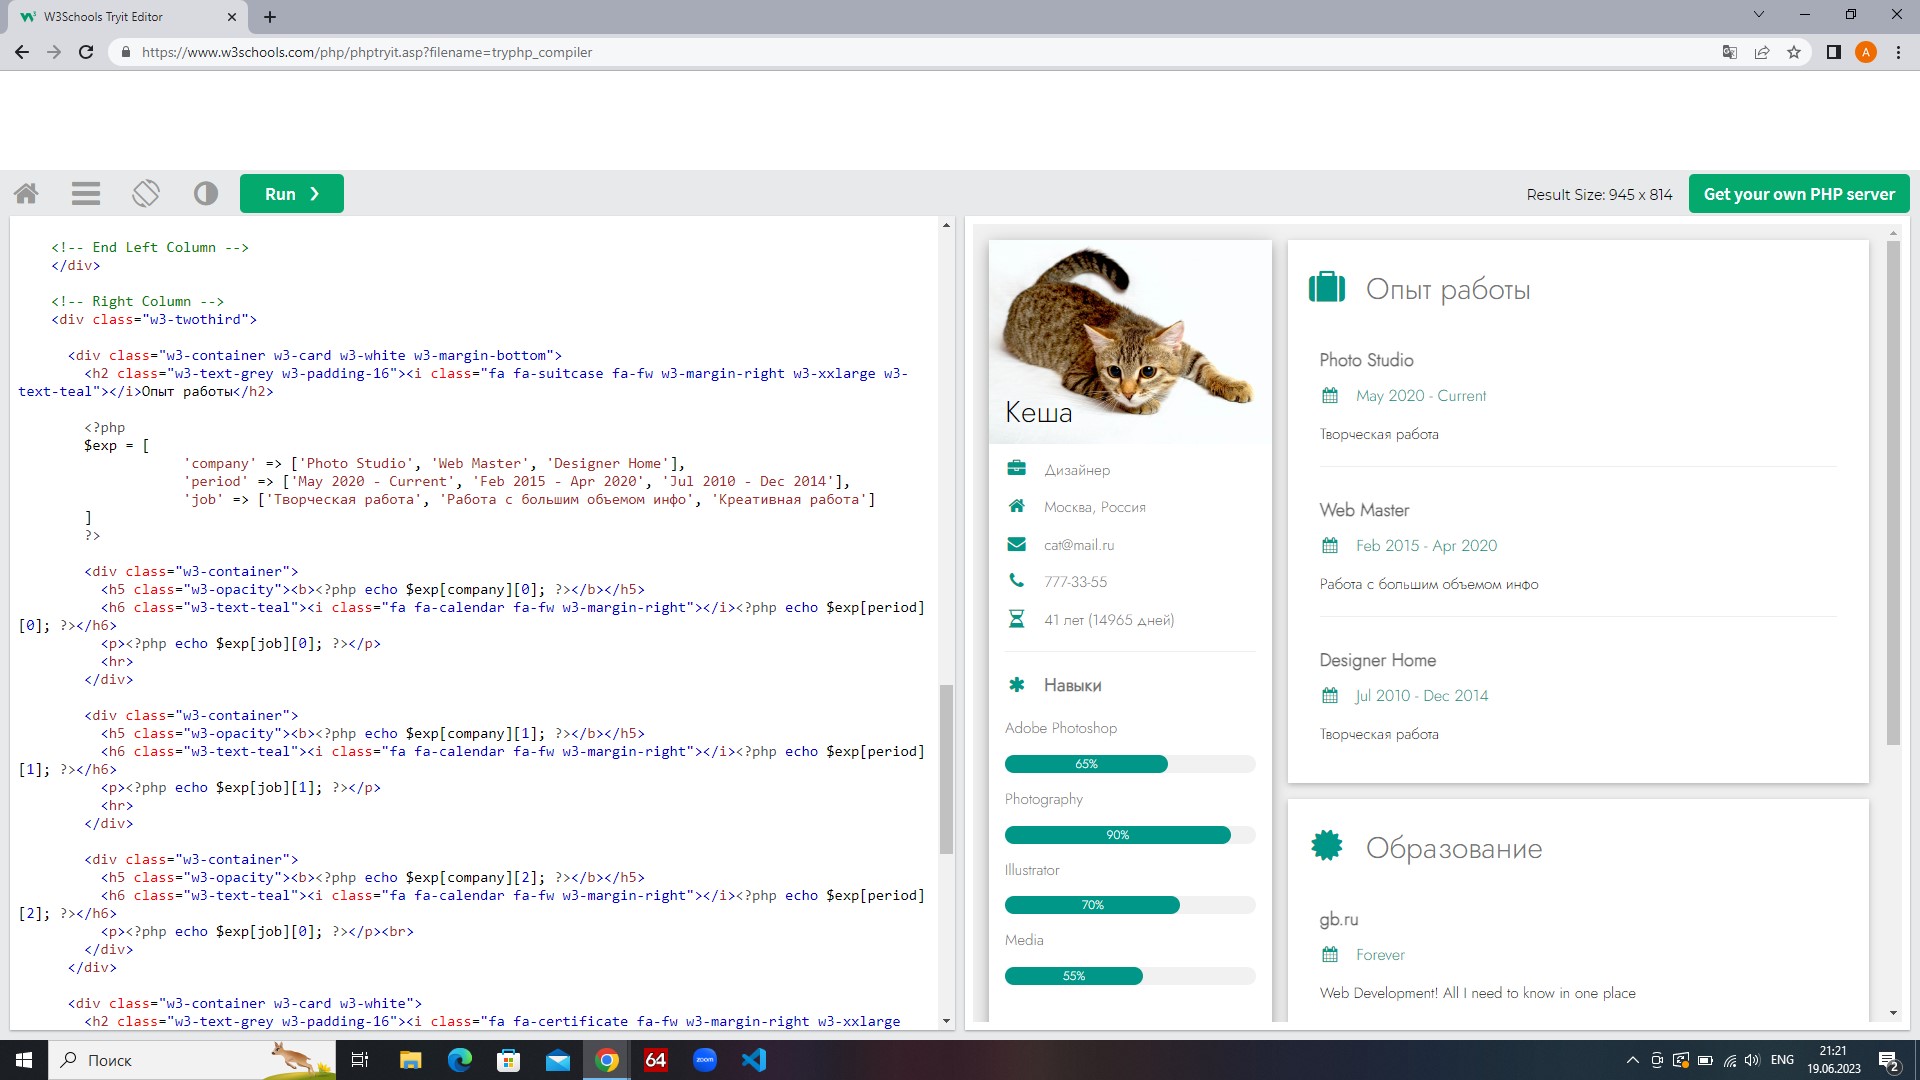 W3Schools Tryit Editor
https://www.w3schools.com/php/phptryit.asp?filename=tryphp_compiler
A
Run ❯
Result Size: 945 x 814
Get your own PHP server
<!-- End Left Column -->
</div>
<!-- Right Column -->
<div class="w3-twothird">
<div class="w3-container w3-card w3-white w3-margin-bottom">
<h2 class="w3-text-grey w3-padding-16"><i class="fa fa-suitcase fa-fw w3-margin-right w3-xxlarge w3-
text-teal"></i>Опыт работы</h2>
<?php
$exp = [
'company' => ['Photo Studio', 'Web Master', 'Designer Home'],
'period' => ['May 2020 - Current', 'Feb 2015 - Apr 2020', 'Jul 2010 - Dec 2014'],
'job' => ['Творческая работа', 'Работа с большим объемом инфо', 'Креативная работа']
]
?>
<div class="w3-container">
<h5 class="w3-opacity"><b><?php echo $exp[company][0]; ?></b></h5>
<h6 class="w3-text-teal"><i class="fa fa-calendar fa-fw w3-margin-right"></i><?php echo $exp[period]
[0]; ?></h6>
<p><?php echo $exp[job][0]; ?></p>
<hr>
</div>
<div class="w3-container">
<h5 class="w3-opacity"><b><?php echo $exp[company][1]; ?></b></h5>
<h6 class="w3-text-teal"><i class="fa fa-calendar fa-fw w3-margin-right"></i><?php echo $exp[period]
[1]; ?></h6>
<p><?php echo $exp[job][1]; ?></p>
<hr>
</div>
<div class="w3-container">
<h5 class="w3-opacity"><b><?php echo $exp[company][2]; ?></b></h5>
<h6 class="w3-text-teal"><i class="fa fa-calendar fa-fw w3-margin-right"></i><?php echo $exp[period]
[2]; ?></h6>
<p><?php echo $exp[job][0]; ?></p><br>
</div>
</div>
<div class="w3-container w3-card w3-white">
<h2 class="w3-text-grey w3-padding-16"><i class="fa fa-certificate fa-fw w3-margin-right w3-xxlarge
Кеша
Дизайнер
Москва, Россия
cat@mail.ru
777-33-55
41 лет (14965 дней)
Навыки
Adobe Photoshop
65%
Photography
90%
Illustrator
70%
Media
55%
Опыт работы
Photo Studio
May 2020 - Current
Творческая работа
Web Master
Feb 2015 - Apr 2020
Работа с большим объемом инфо
Designer Home
Jul 2010 - Dec 2014
Творческая работа
Образование
gb.ru
Forever
Web Development! All I need to know in one place
Поиск
64
zoom
ENG
21:21
19.06.2023
2